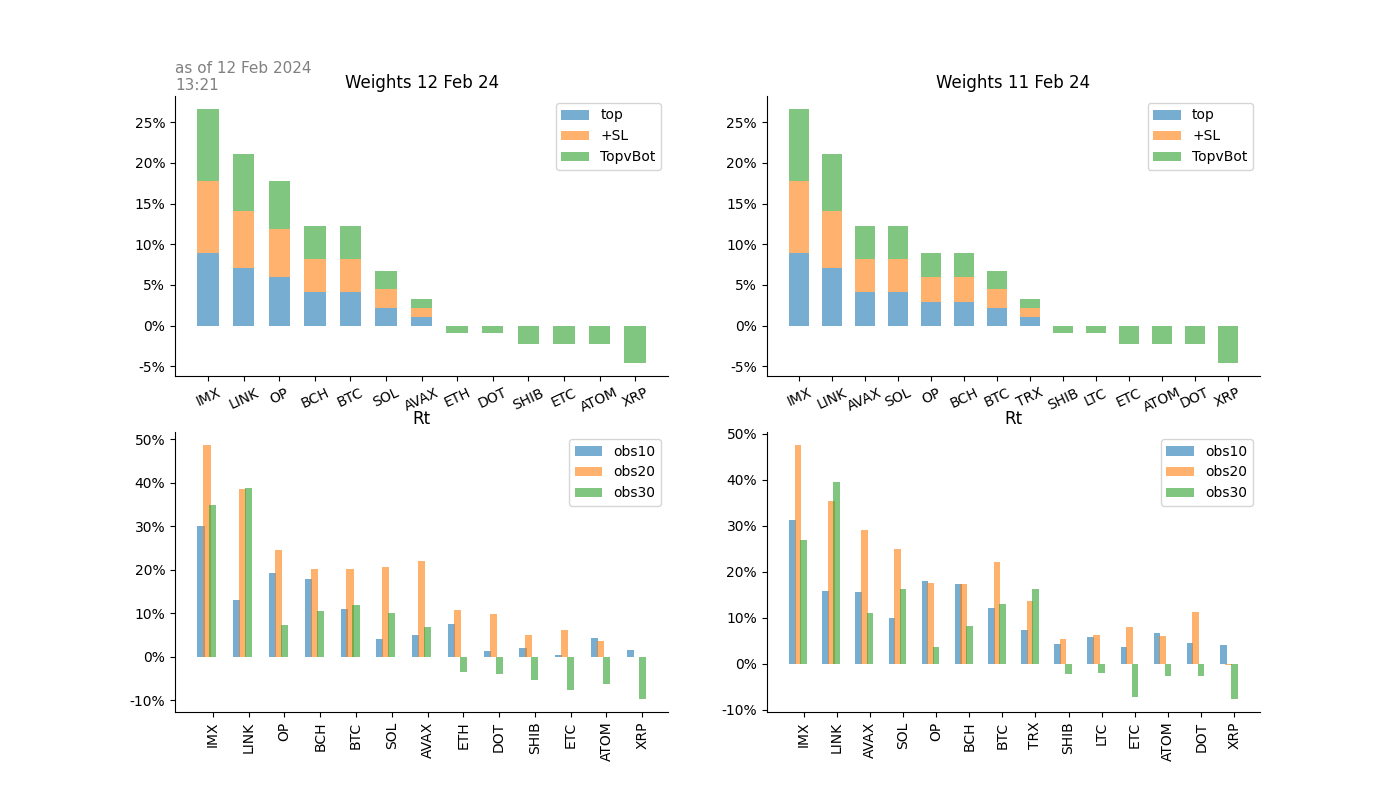 as of 12 Feb 2024
13:21
Weights 12 Feb 24
25%
20%
15%
10%
5%
0%
-5%
top
+SL
TopvBot
IMX LINK OP BCH BTC SOL AVAX ETH DOT SHIB ETC ATOM XRP
Weights 11 Feb 24
25%
20%
15%
10%
5%
0%
-5%
top
+SL
TopvBot
IMX LINK AVAX SOL OP BCH BTC TRX SHIB LTC ETC ATOM DOT XRP
Rt
50%
40%
30%
20%
10%
0%
-10%
obs10
obs20
obs30
IMX LINK OP BCH BTC SOL AVAX ETH DOT SHIB ETC ATOM XRP
Rt
50%
40%
30%
20%
10%
0%
-10%
obs10
obs20
obs30
IMX LINK AVAX SOL OP BCH BTC TRX SHIB LTC ETC ATOM DOT XRP